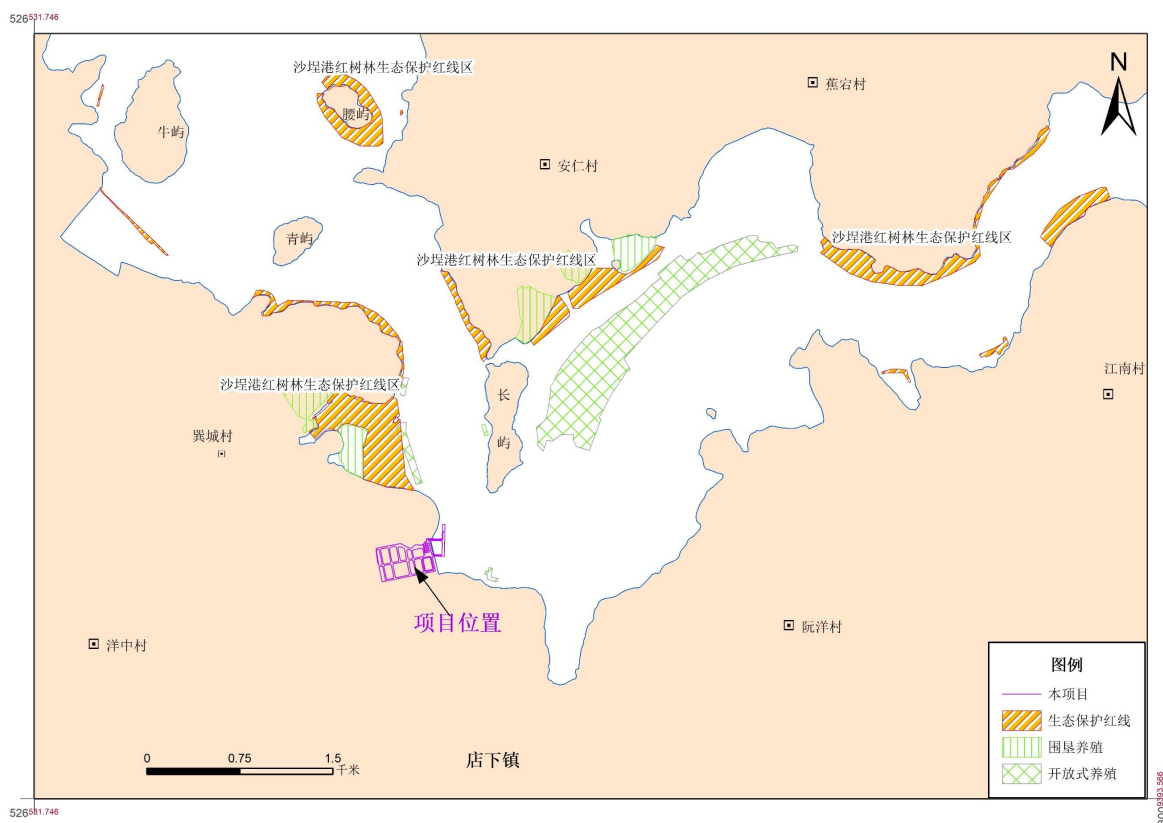 526531.746
沙埕港红树林生态保护红线区
N
蕉宕村
腰屿
牛屿
安仁村
青屿
沙埕港红树林生态保护红线区
沙埕港红树林生态保护红线区
沙埕港红树林生态保护红线区
江南村
长
屿
巽城村
项目位置
洋中村
阮洋村
图例
本项目
生态保护红线
围垦养殖
开放式养殖
0
0.75
1.5
千米
店下镇
526531.746